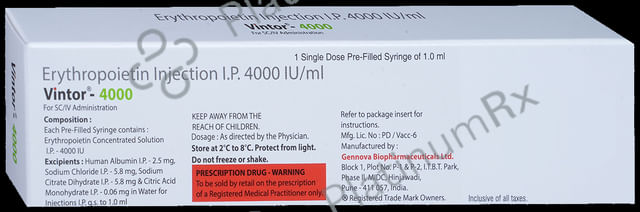 Erythropoietin Injection I.P. 4000 IU/ml
Vintor® - 4000
For SC/IV Administration
1 Single Dose Pre-Filled Syringe of 1.0 ml
Erythropoietin Injection I.P. 4000 IU/ml
Vintor® - 4000
For SC/IV Administration
Composition :
Each Pre-Filled Syringe contains :
Erythropoietin Concentrated Solution
I.P. - 4000 IU
Excipients : Human Albumin I.P. - 2.5 mg,
Sodium Chloride I.P. - 5.8 mg, Sodium
Citrate Dihydrate I.P. - 5.8 mg & Citric Acid
Monohydrate I.P. - 0.06 mg in Water for
Injections I.P. q.s. to 1.0 ml
KEEP AWAY FROM THE
REACH OF CHILDREN.
Dosage : As directed by the Physician.
Store at 2°C to 8°C. Protect from light.
Do not freeze or shake.
PRESCRIPTION DRUG - WARNING
To be sold by retail on the prescription
of a Registered Medical Practitioner only.
Refer to package insert for
instructions.
Mfg. Lic. No. : PD / Vacc-6
Manufactured by :
Gennova Biopharmaceuticals Ltd.
Block 1, Plot No. P-1 & P-2, I.T.B.T. Park,
Phase II, MIDC, Hinjawadi,
Pune - 411 057, India.
® Registered Trade Mark Owners.
Inclusive of all taxes.
Vintor® - 4000
PlatinumRx